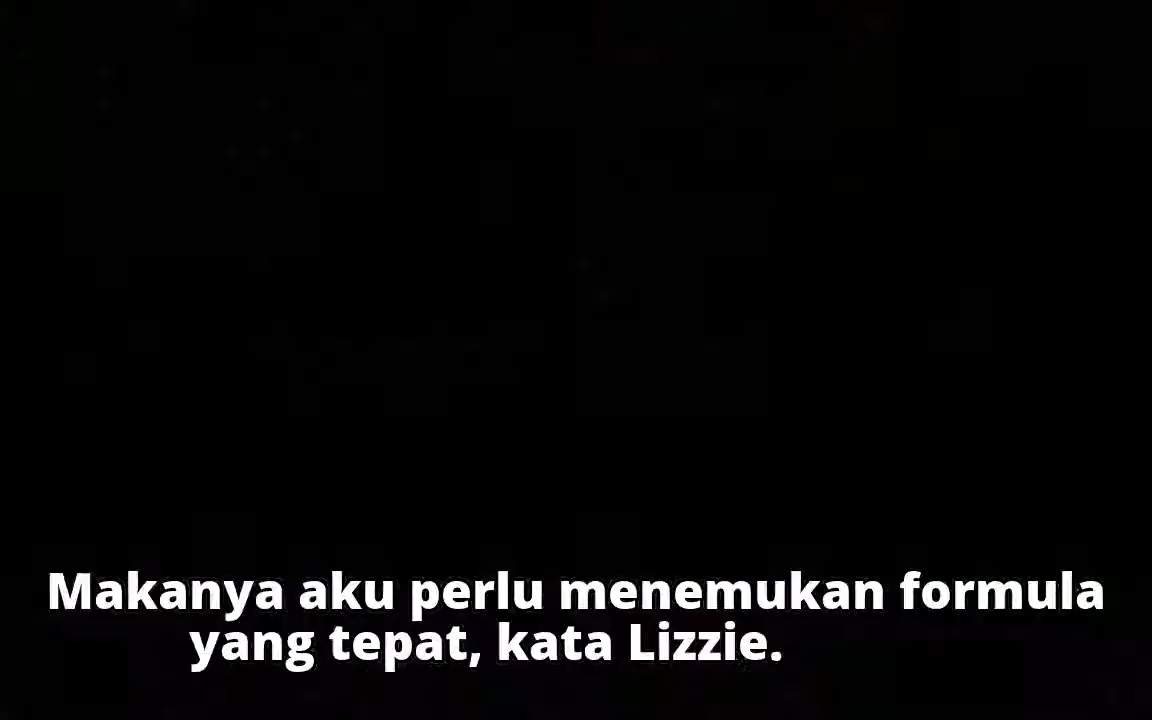 Makanya aku perlu menemukan formula
yang tepat, kata Lizzie.